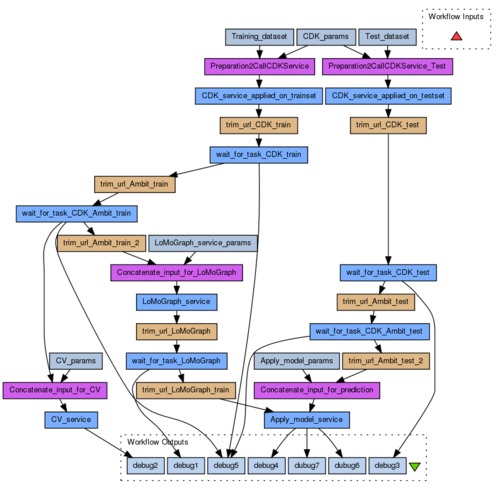 Workflow Inputs
Training_dataset
CDK_params
Test_dataset
Preparation2CallCDKService
Preparation2CallCDKService_Test
CDK_service_applied_on_trainset
CDK_service_applied_on_testset
trim_url_CDK_train
trim_url_CDK_test
wait_for_task_CDK_train
trim_url_Ambit_train
wait_for_task_CDK_Ambit_train
trim_url_Ambit_train_2
LoMoGraph_service_params
Concatenate_input_for_LoMoGraph
wait_for_task_CDK_test
LoMoGraph_service
trim_url_Ambit_test
trim_url_LoMoGraph
wait_for_task_CDK_Ambit_test
CV_params
wait_for_task_LoMoGraph
Apply_model_params
trim_url_Ambit_test_2
Concatenate_input_for_CV
trim_url_LoMoGraph_train
Concatenate_input_for_prediction
CV_service
Apply_model_service
Workflow Outputs
debug2
debug1
debug5
debug4
dubug7
dubug6
debug3